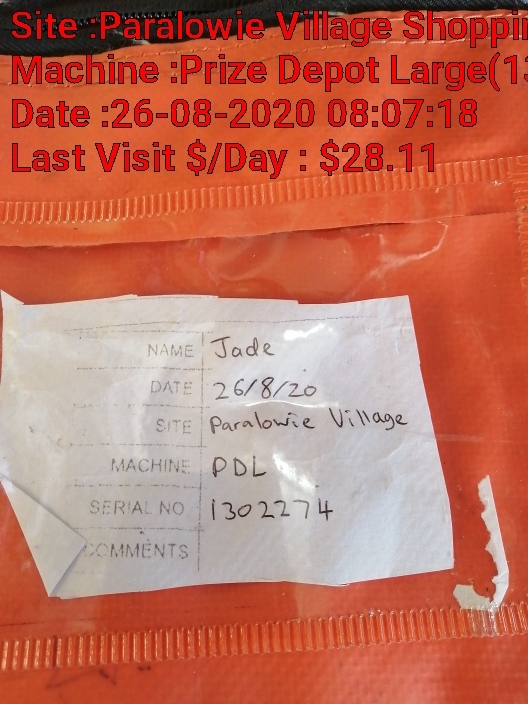 Site :Paralowie Village Shoppin
Machine :Prize Depot Large(13
Date :26-08-2020 08:07:18
Last Visit $/Day : $28.11
NAME Jade
DATE 26/8/20
SITE Paralowie Village
MACHINE PDL
SERIAL NO 1302274
COMMENTS